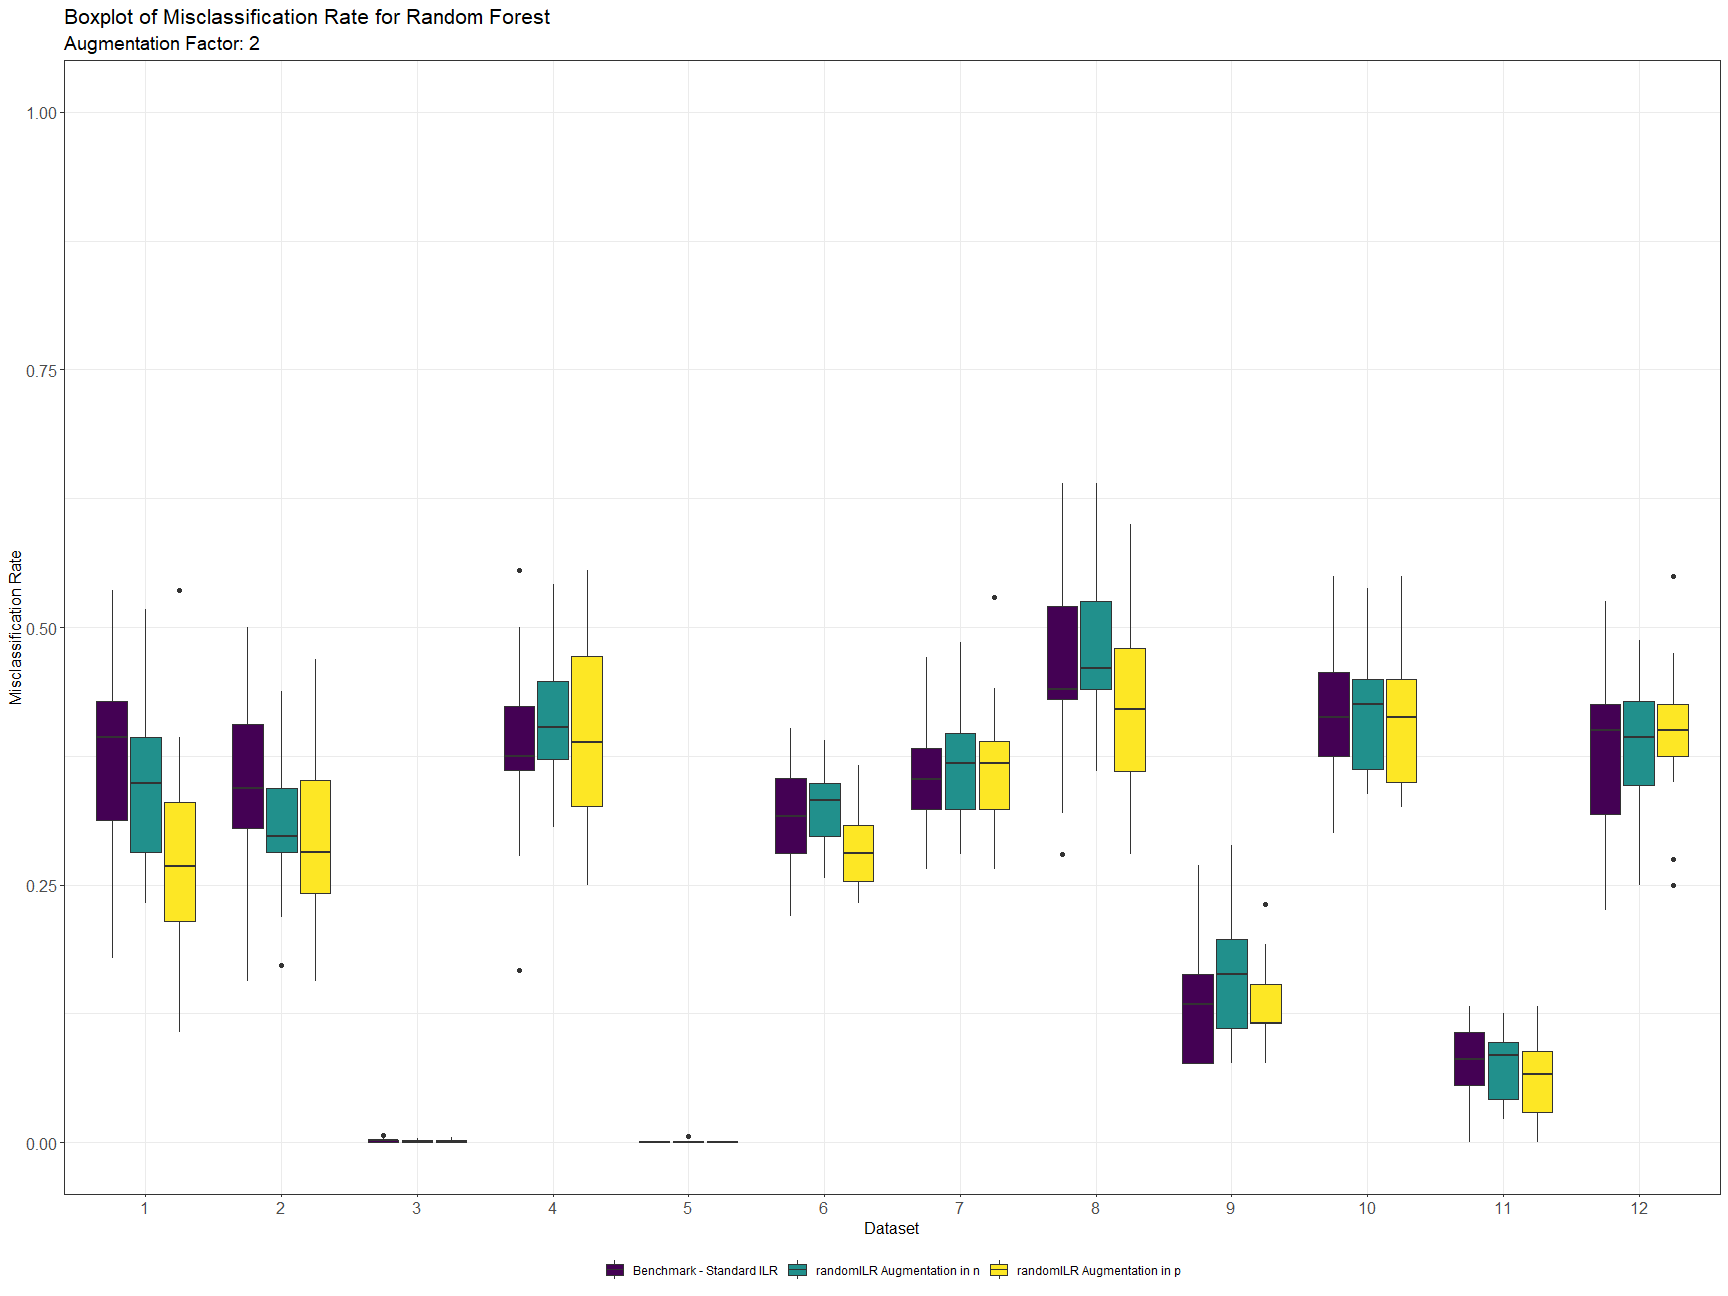 Boxplot of Misclassification Rate for Random Forest
Augmentation Factor: 2
1.00
0.75
0.50
0.25
0.00
Misclassification Rate
1 2 3 4 5 6 7 8 9 10 11 12
Dataset
Benchmark - Standard ILR randomILR Augmentation in n randomILR Augmentation in p